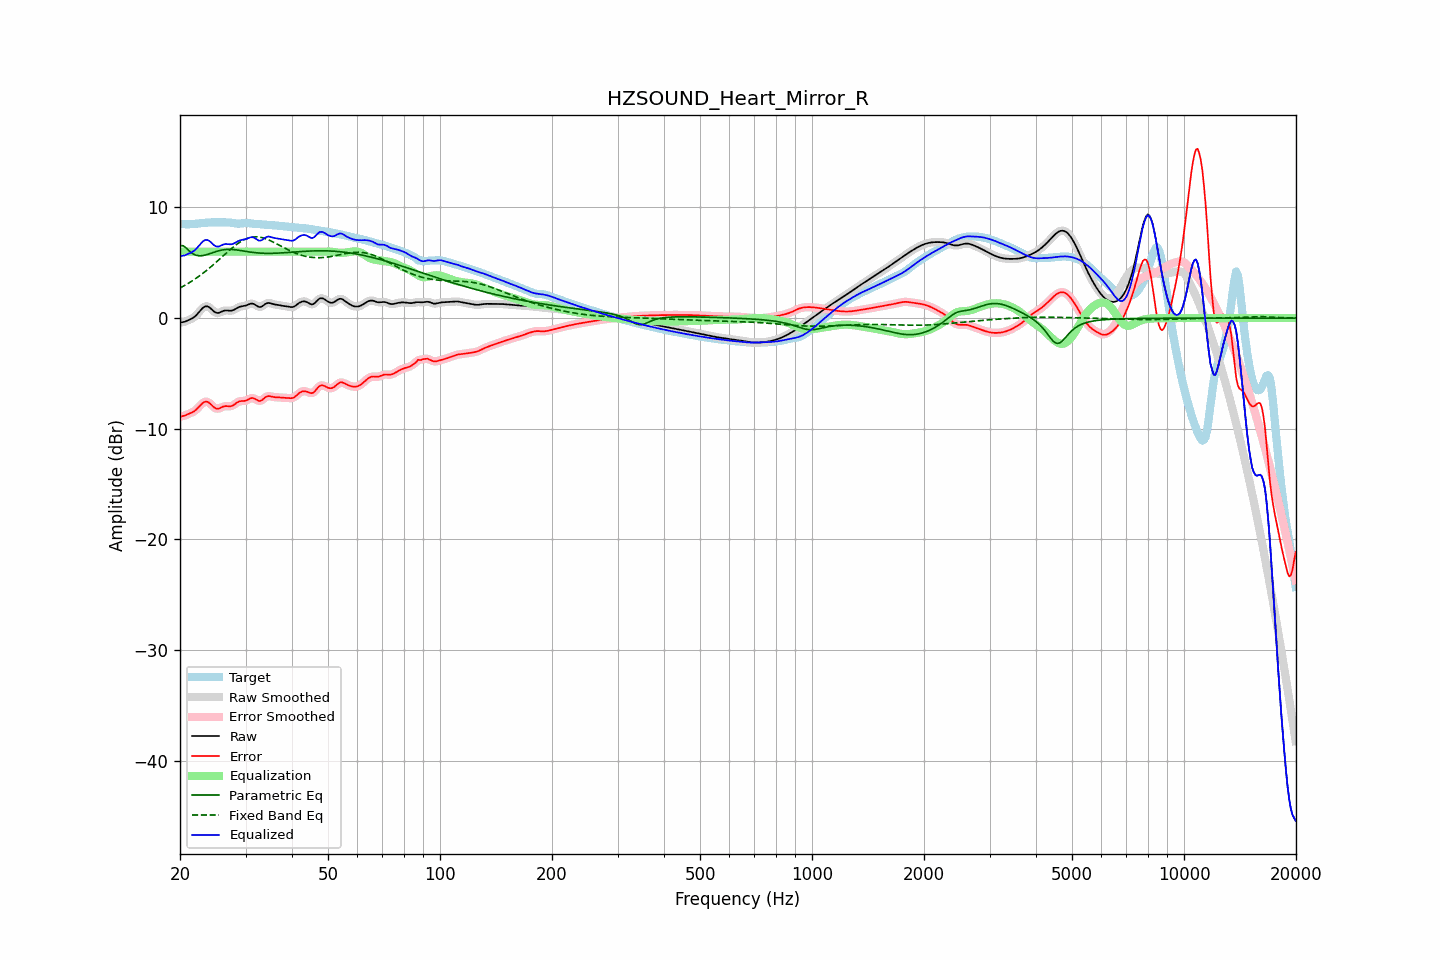 HZSOUND_Heart_Mirror_R
Amplitude (dBr)
10
0
−10
−20
−30
−40
Target
Raw Smoothed
Error Smoothed
Raw
Error
Equalization
Parametric Eq
Fixed Band Eq
Equalized
20 50 100 200 500 1000 2000 5000 10000 20000
Frequency (Hz)